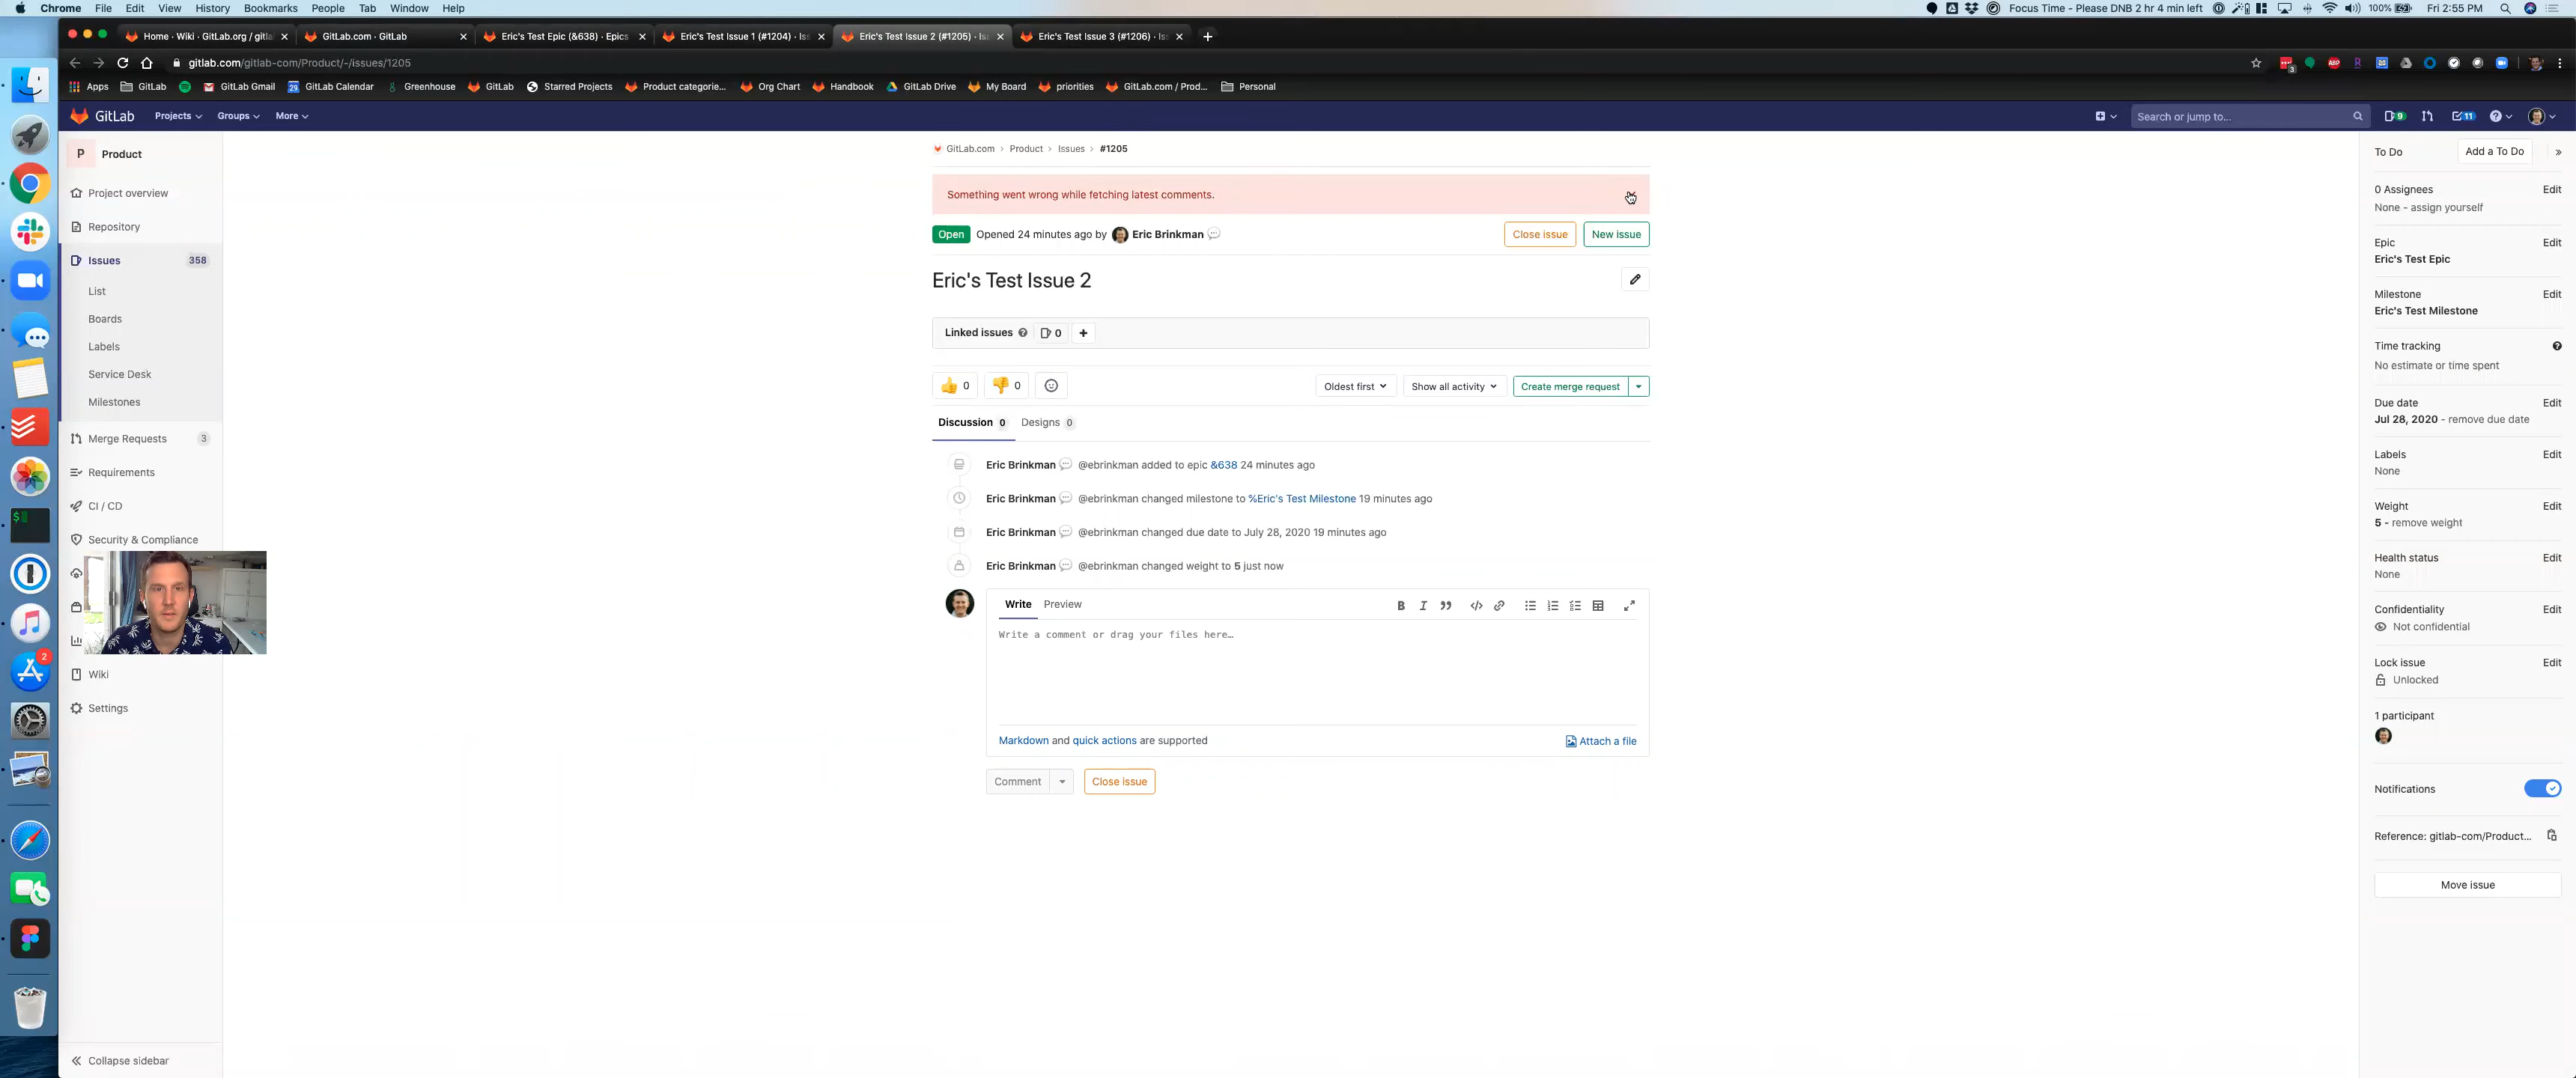 Chrome File Edit View History Bookmarks People Tab Window Help
Focus Time - Please DNB 2 hr 4 min left 100% Fri 2:55 PM
Home · Wiki · GitLab.org / gitla
GitLab.com · GitLab
Eric's Test Epic (&638) · Epics
Eric's Test Issue 1 (#1204) · Iss
Eric's Test Issue 2 (#1205) · Iss
Eric's Test Issue 3 (#1206) · Iss
gitlab.com/gitlab-com/Product/-/issues/1205
Apps GitLab GitLab Gmail GitLab Calendar Greenhouse GitLab Starred Projects Product categorie... Org Chart Handbook GitLab Drive My Board priorities GitLab.com / Prod... Personal
GitLab Projects Groups More
Search or jump to...
9
11
P Product
Project overview
Repository
Issues 358
List
Boards
Labels
Service Desk
Milestones
Merge Requests 3
Requirements
CI / CD
Security & Compliance
Wiki
Settings
Collapse sidebar
GitLab.com > Product > Issues > #1205
Something went wrong while fetching latest comments.
Open Opened 24 minutes ago by Eric Brinkman
Close issue New issue
Eric's Test Issue 2
Linked issues 0 +
0 0
Oldest first Show all activity Create merge request
Discussion 0 Designs 0
Eric Brinkman @ebrinkman added to epic &638 24 minutes ago
Eric Brinkman @ebrinkman changed milestone to %Eric's Test Milestone 19 minutes ago
Eric Brinkman @ebrinkman changed due date to July 28, 2020 19 minutes ago
Eric Brinkman @ebrinkman changed weight to 5 just now
Write Preview
Write a comment or drag your files here…
Markdown and quick actions are supported
Attach a file
Comment Close issue
To Do Add a To Do
0 Assignees Edit
None - assign yourself
Epic Edit
Eric's Test Epic
Milestone Edit
Eric's Test Milestone
Time tracking
No estimate or time spent
Due date Edit
Jul 28, 2020 - remove due date
Labels Edit
None
Weight Edit
5 - remove weight
Health status Edit
None
Confidentiality Edit
Not confidential
Lock issue Edit
Unlocked
1 participant
Notifications
Reference: gitlab-com/Product...
Move issue